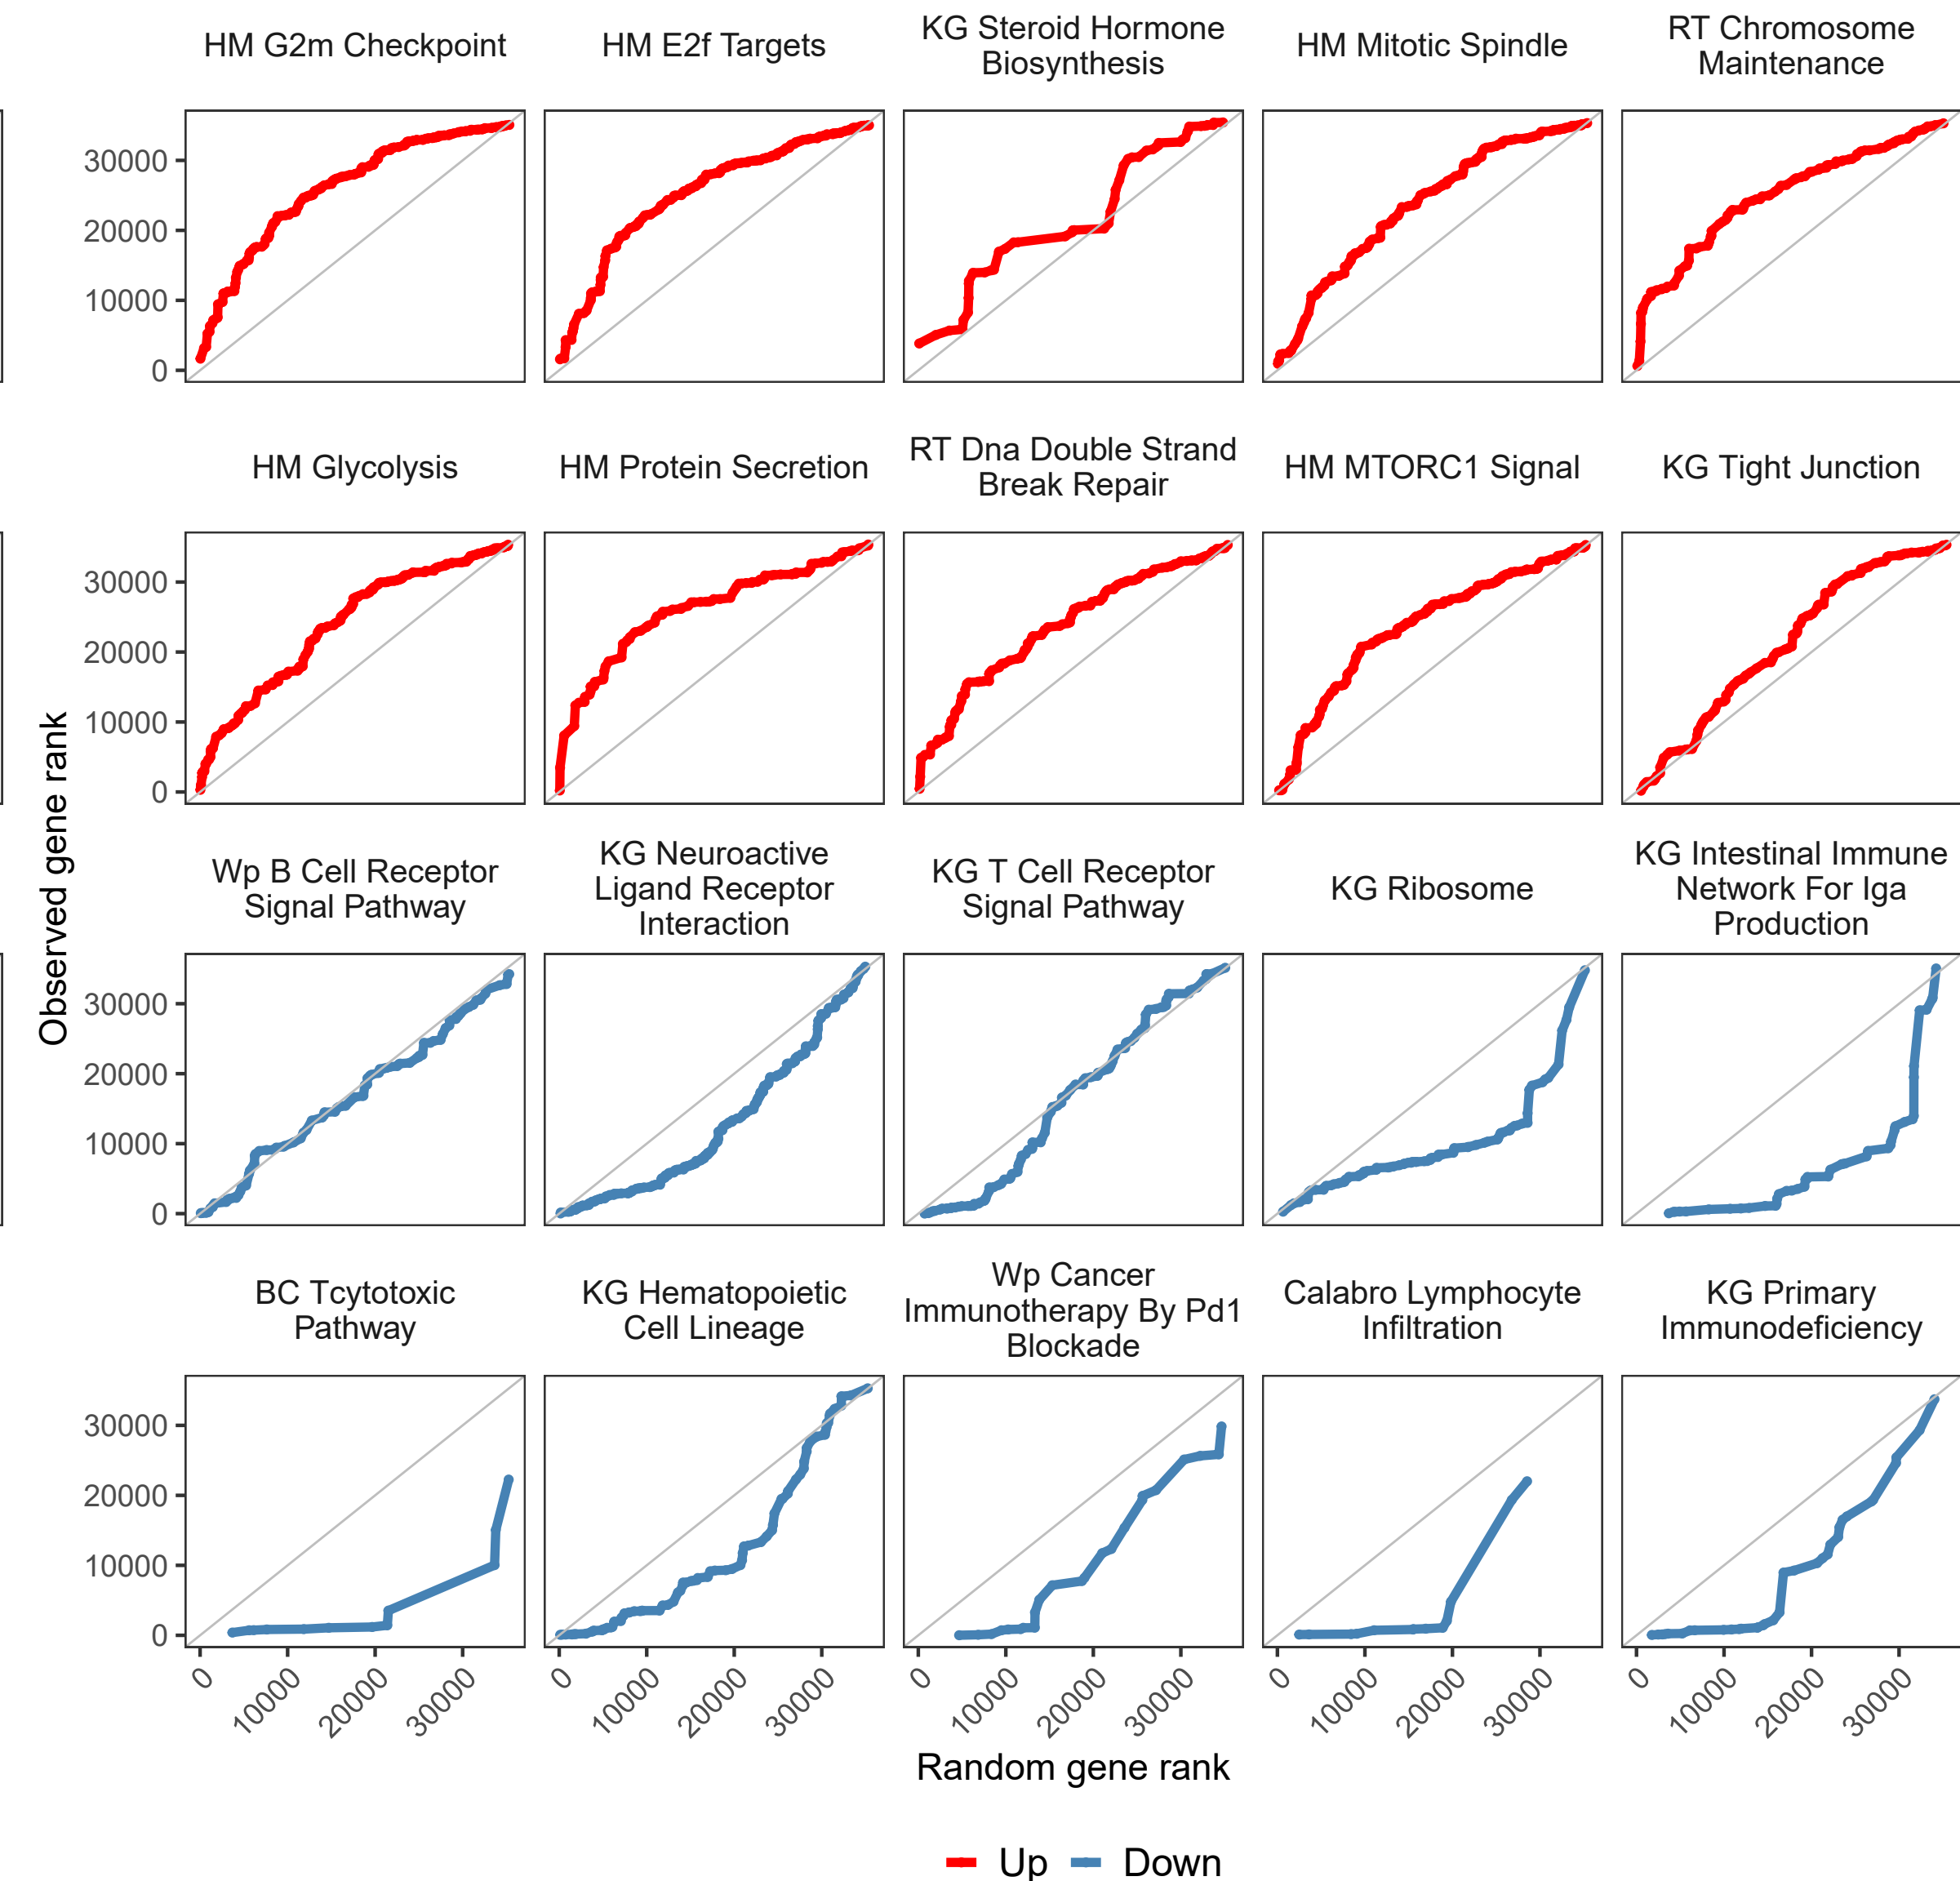 HM G2m Checkpoint
HM E2f Targets
KG Steroid Hormone
Biosynthesis
HM Mitotic Spindle
RT Chromosome
Maintenance
30000
20000
10000
0
HM Glycolysis
HM Protein Secretion
RT Dna Double Strand
Break Repair
HM MTORC1 Signal
KG Tight Junction
30000
20000
10000
0
Observed gene rank
Wp B Cell Receptor
Signal Pathway
KG Neuroactive
Ligand Receptor
Interaction
KG T Cell Receptor
Signal Pathway
KG Ribosome
KG Intestinal Immune
Network For Iga
Production
30000
20000
10000
0
BC Tcytotoxic
Pathway
KG Hematopoietic
Cell Lineage
Wp Cancer
Immunotherapy By Pd1
Blockade
Calabro Lymphocyte
Infiltration
KG Primary
Immunodeficiency
30000
20000
10000
0
0 10000 20000 30000
0 10000 20000 30000
0 10000 20000 30000
0 10000 20000 30000
0 10000 20000 30000
Random gene rank
Up Down